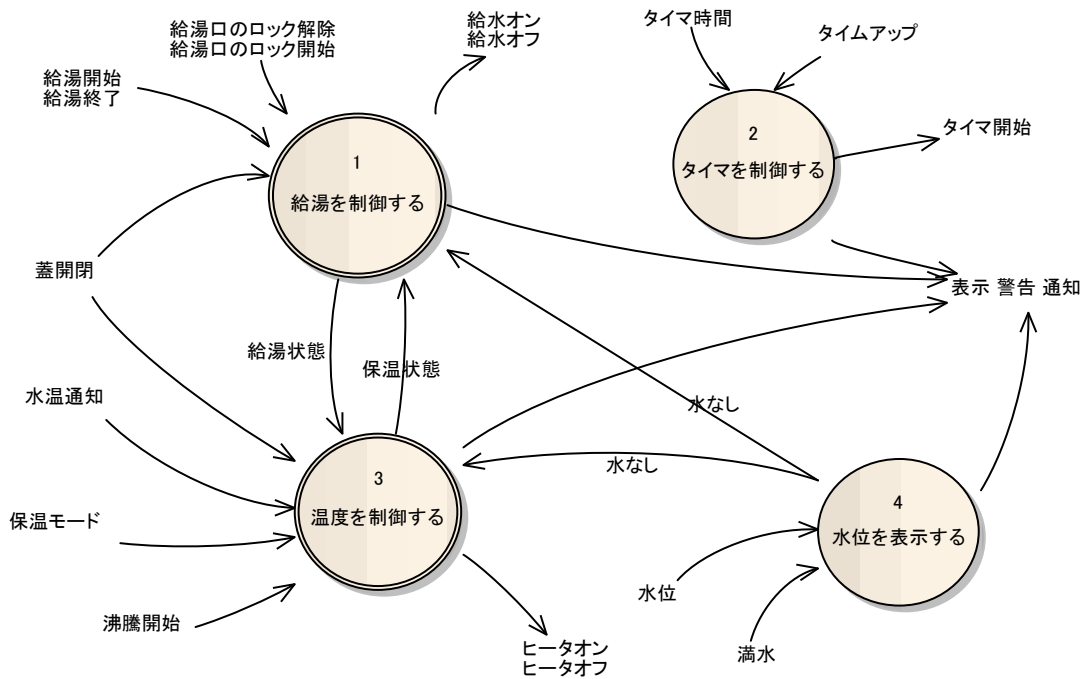 給湯口のロック解除
給湯口のロック開始
給水オン
給水オフ
タイマ時間
タイムアップ
給湯開始
給湯終了
1
給湯を制御する
2
タイマを制御する
タイマ開始
蓋開閉
表示 警告 通知
給湯状態
保温状態
水温通知
水なし
水なし
保温モード
3
温度を制御する
4
水位を表示する
沸騰開始
水位
満水
ヒータオン
ヒータオフ